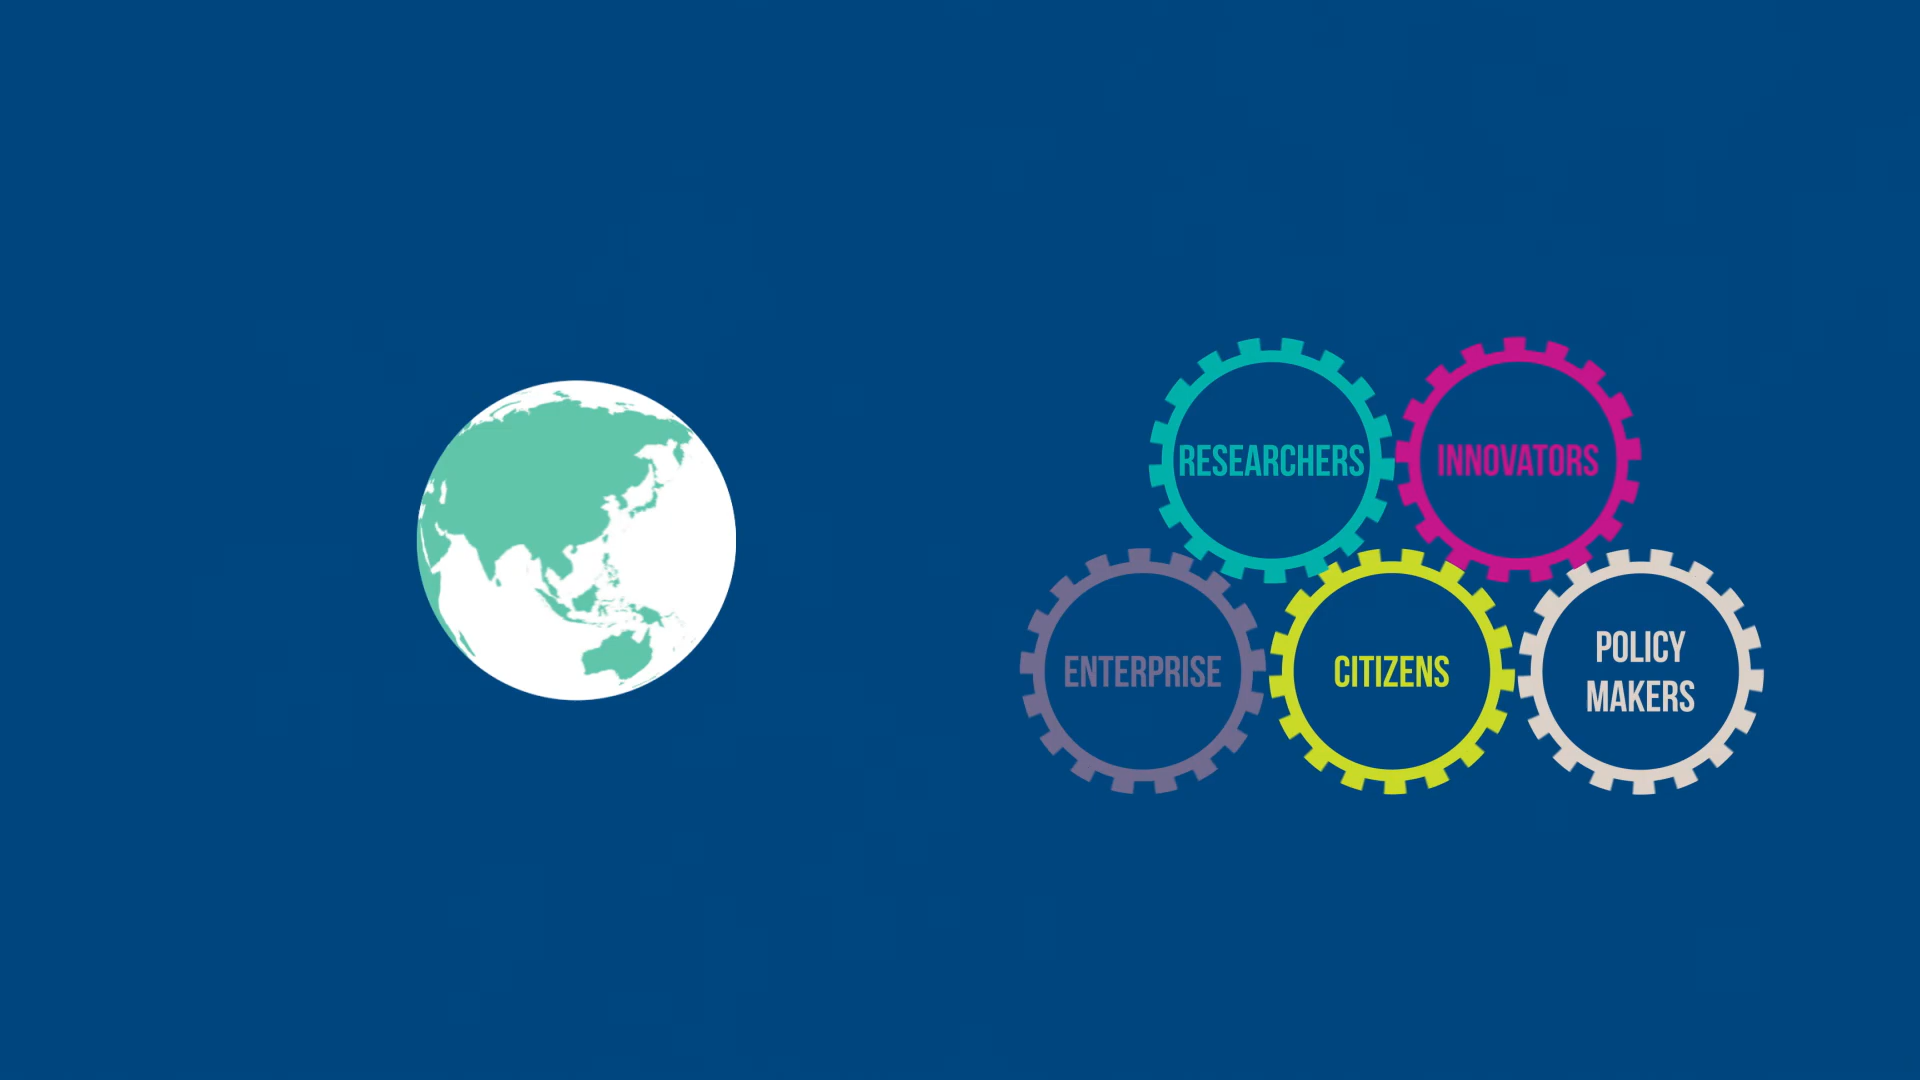 RESEARCHERS
INNOVATORS
ENTERPRISE
CITIZENS
POLICY
MAKERS